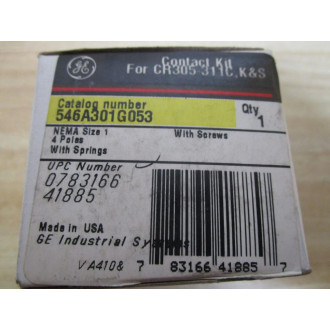 GE
Contact Kit
For CR305-311C,K&S
Catalog number
546A301G053
Qty
1
NEMA Size 1
With Screws
4 Poles
With Springs
UPC Number
0783166
41885
Made in USA
GE Industrial Systems
VA4108
7 83166 41885 7